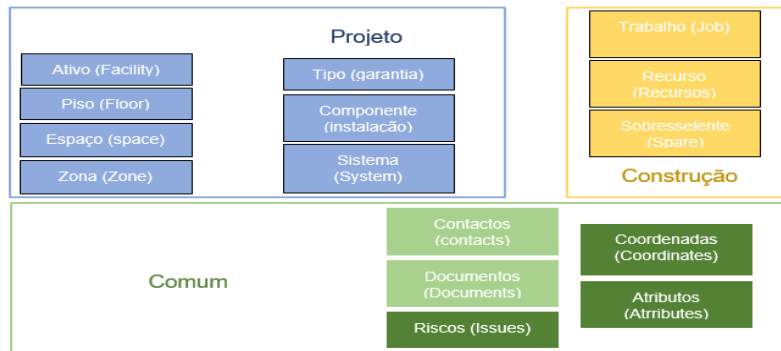 Projeto
Ativo (Facility)
Piso (Floor)
Espaço (space)
Zona (Zone)
Tipo (garantia)
Componente
(instalacão)
Sistema
(System)
Trabalho (Job)
Recurso
(Recursos)
Sobresselente
(Spare)
Construção
Comum
Contactos
(contacts)
Documentos
(Documents)
Riscos (Issues)
Coordenadas
(Coordinates)
Atributos
(Atrributes)